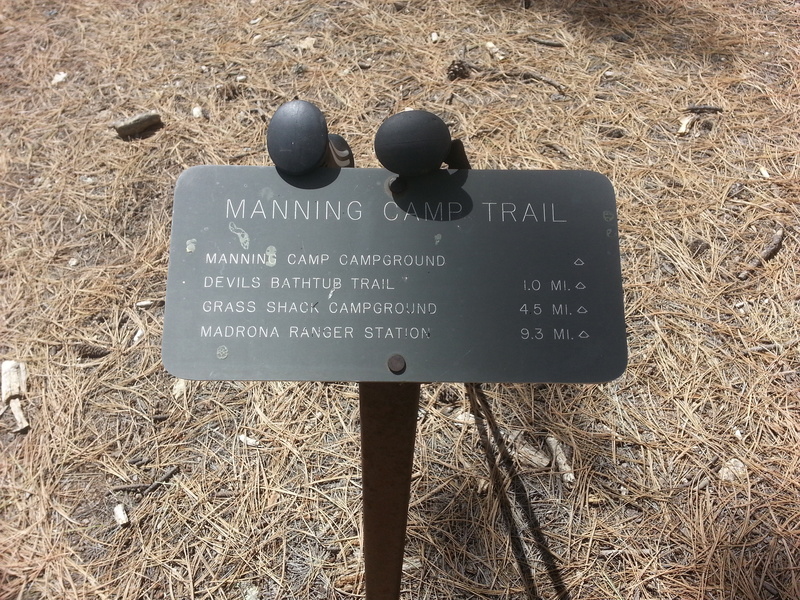 MANNING CAMP TRAIL
MANNING CAMP CAMPGROUND
DEVILS BATHTUB TRAIL 1.0 MI.
GRASS SHACK CAMPGROUND 4.5 MI.
MADRONA RANGER STATION 9.3 MI.